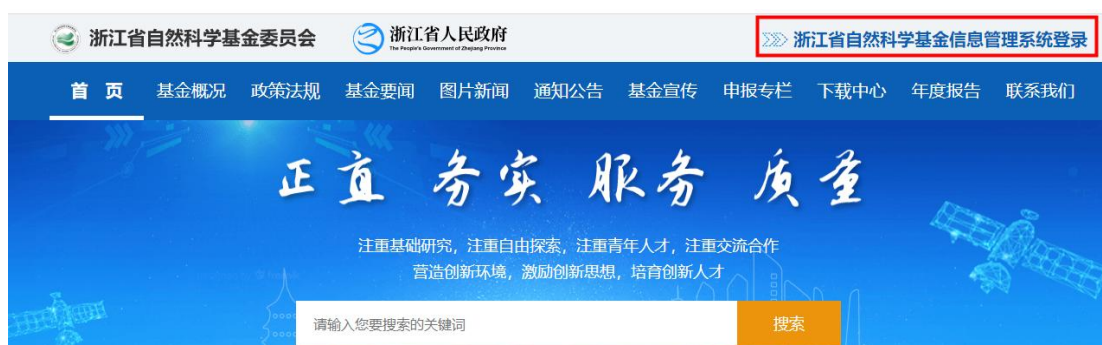 浙江省自然科学基金委员会
浙江省人民政府
The People's Government of Zhejiang Province
浙江省自然科学基金信息管理系统登录
首 页 基金概况 政策法规 基金要闻 图片新闻 通知公告 基金宣传 申报专栏 下载中心 年度报告 联系我们
正直 务实 服务 质量
注重基础研究，注重自由探索，注重青年人才，注重交流合作
营造创新环境，激励创新思想，培育创新人才
请输入您要搜索的关键词 搜索